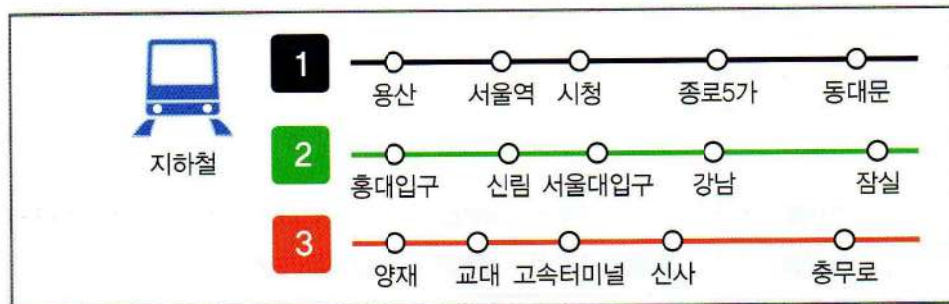 지하철
1
용산 서울역 시청 종로5가 동대문
2
홍대입구 신림 서울대입구 강남 잠실
3
양재 교대 고속터미널 신사 충무로